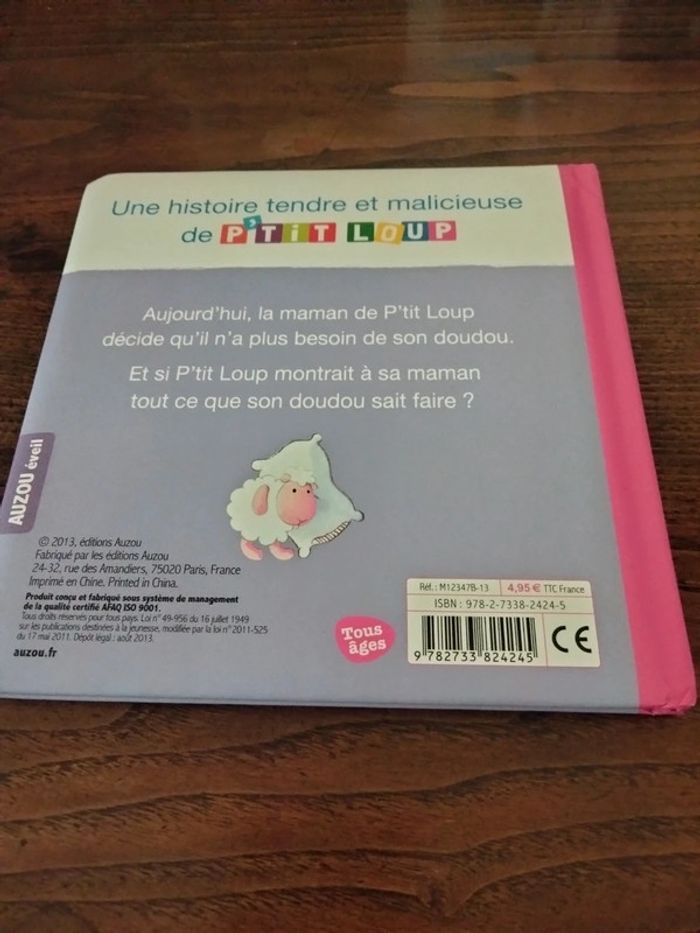 Une histoire tendre et malicieuse
de P'TIT LOUP
Aujourd'hui, la maman de P'tit Loup
décide qu'il n'a plus besoin de son doudou.
Et si P'tit Loup montrait à sa maman
tout ce que son doudou sait faire ?
AUZOU éveil
© 2013, éditions Auzou
Fabriqué par les éditions Auzou
24-32, rue des Amandiers, 75020 Paris, France
Imprimé en Chine. Printed in China.
Produit conçu et fabriqué sous système de management
de la qualité certifié AFAQ ISO 9001.
Tous droits réservés pour tous pays. Loi n° 49-956 du 16 juillet 1949
sur les publications destinées à la jeunesse, modifiée par la loi n° 2011-525
du 17 mai 2011. Dépôt légal : août 2013.
auzou.fr
Tous
âges
Réf. : M12347B-13 4,95 € TTC France
ISBN : 978-2-7338-2424-5
9 782733 824245
CE